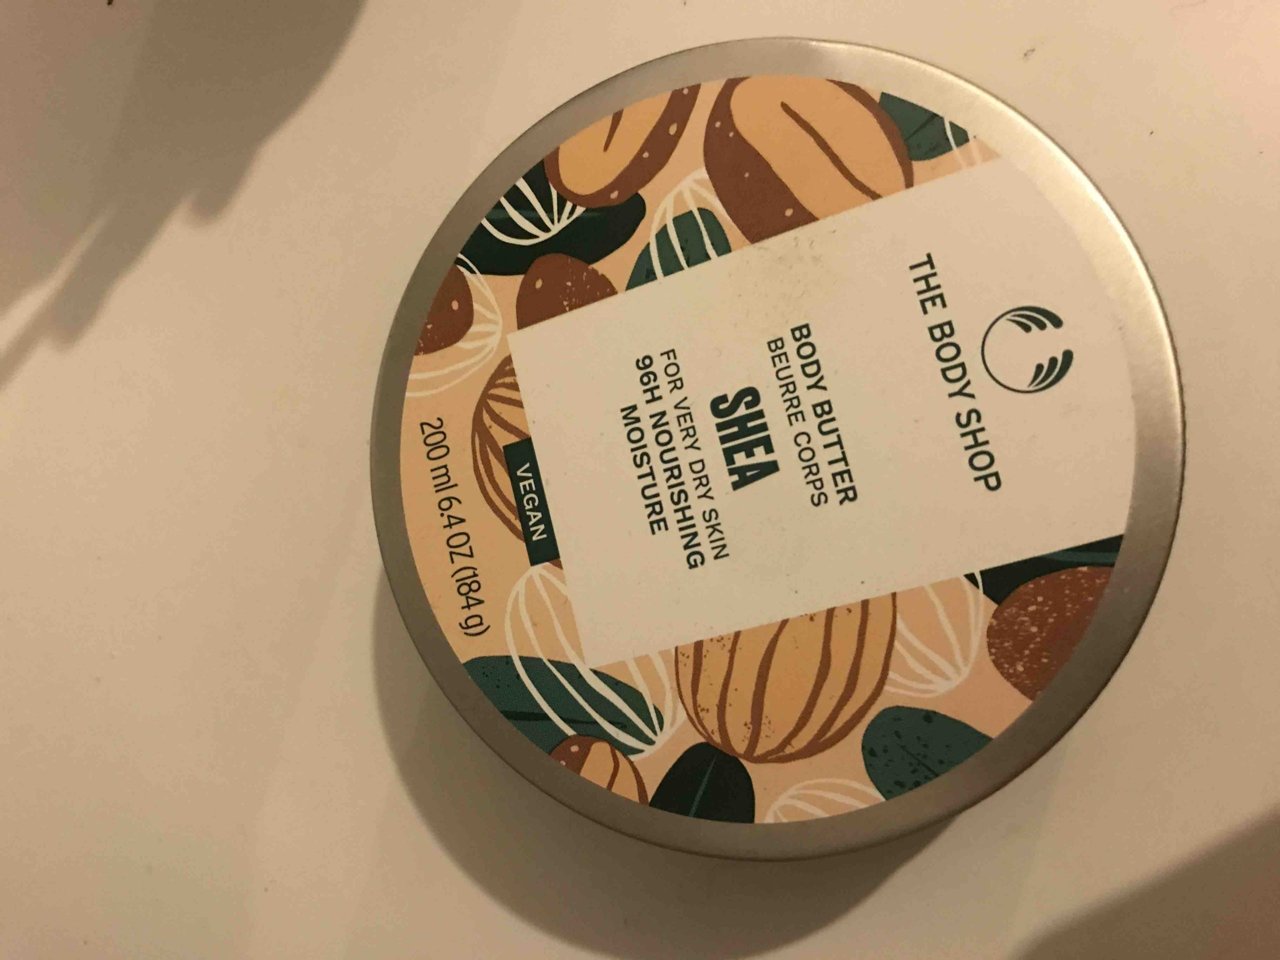 THE BODY SHOP
BODY BUTTER
BEURRE CORPS
SHEA
FOR VERY DRY SKIN
96H NOURISHING
MOISTURE
VEGAN
200 ml 6.4 OZ (184 g)